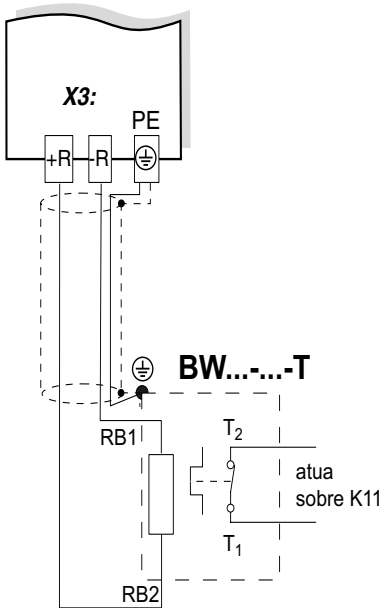 X3:
PE
+R -R
BW...-...-T
RB1
T2
atua
sobre K11
T1
RB2